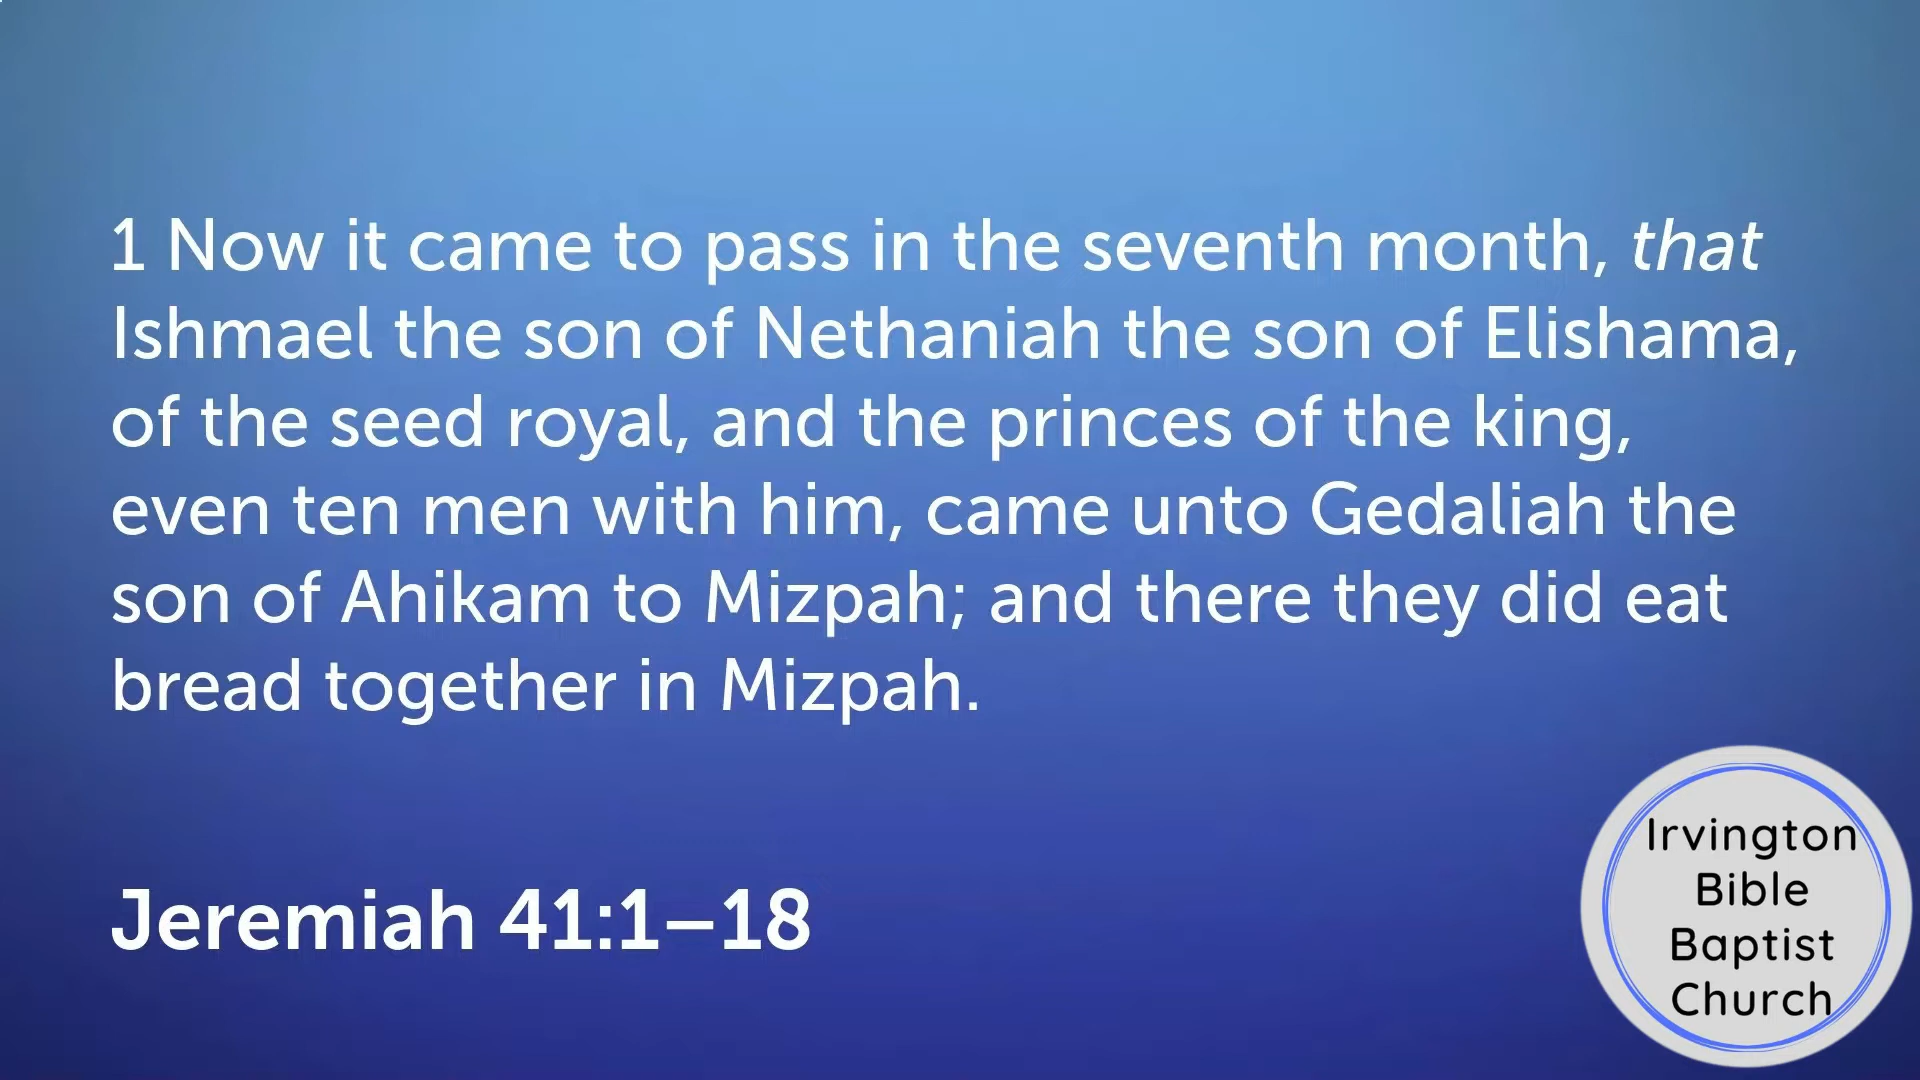 1 Now it came to pass in the seventh month, that
Ishmael the son of Nethaniah the son of Elishama,
of the seed royal, and the princes of the king,
even ten men with him, came unto Gedaliah the
son of Ahikam to Mizpah; and there they did eat
bread together in Mizpah.
Jeremiah 41:1–18
Irvington
Bible
Baptist
Church